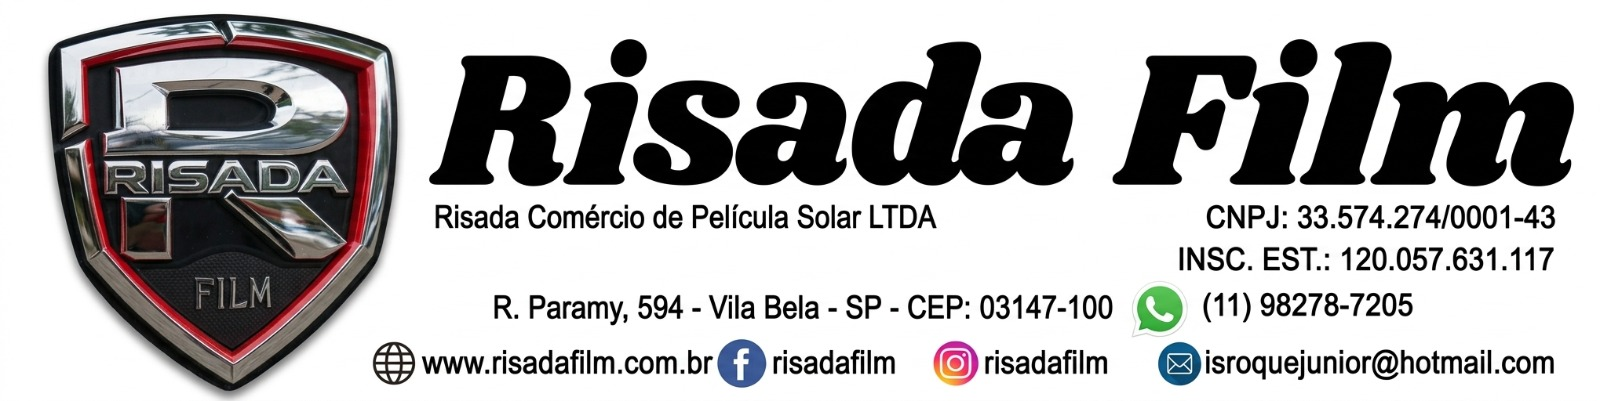 R
RISADA
FILM
Risada Film
Risada Comércio de Película Solar LTDA
CNPJ: 33.574.274/0001-43
INSC. EST.: 120.057.631.117
R. Paramy, 594 - Vila Bela - SP - CEP: 03147-100 (11) 98278-7205
www.risadafilm.com.br risadafilm risadafilm isroquejunior@hotmail.com